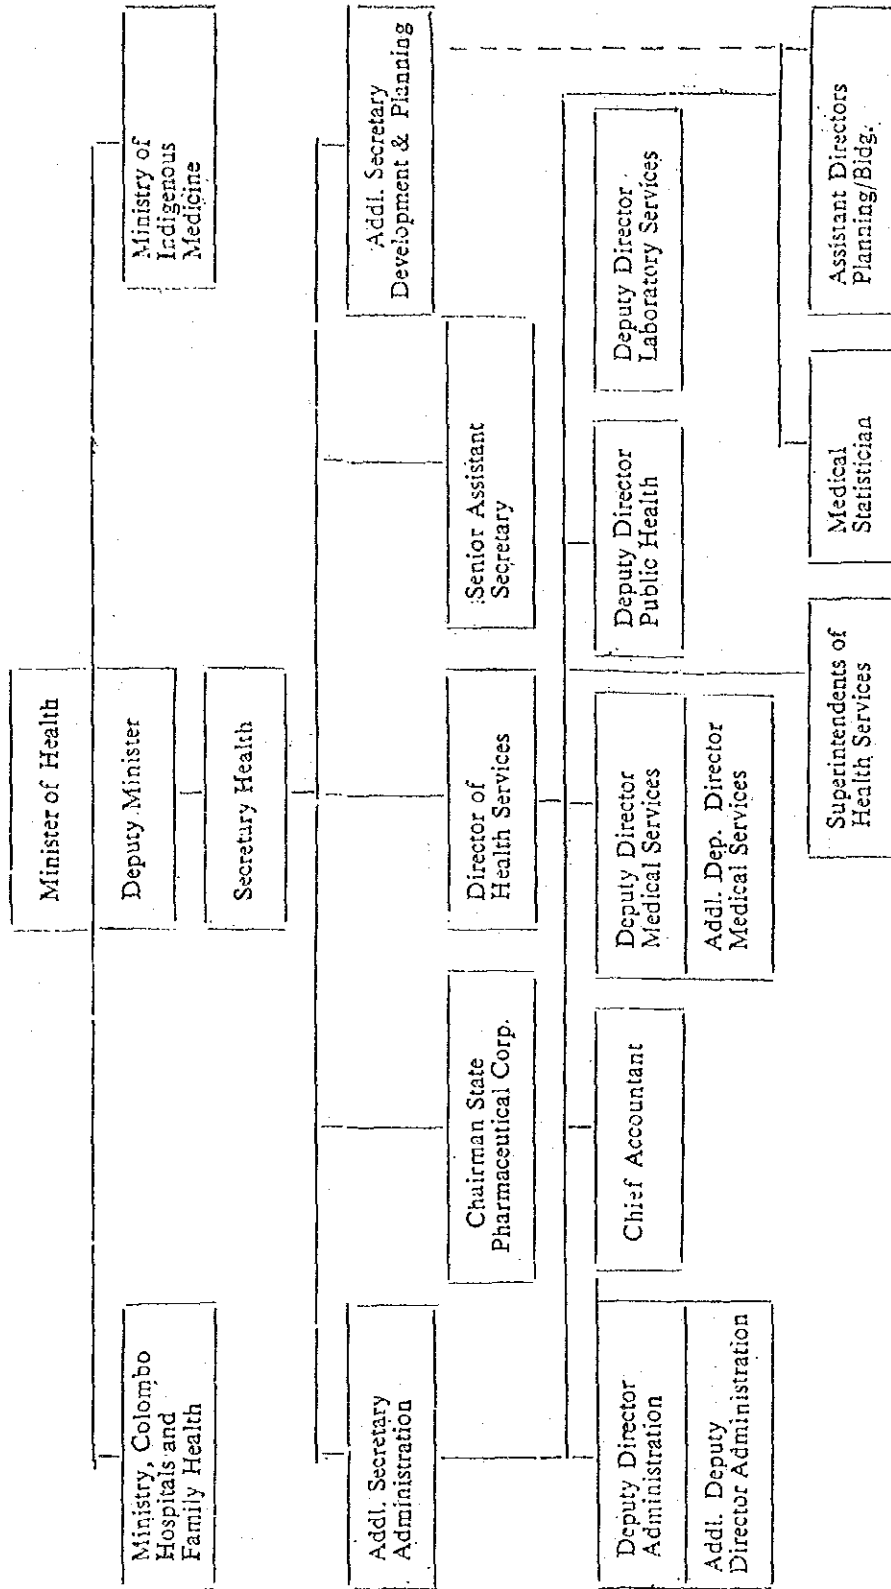 Minister of Health
Deputy Minister
Secretary Health
Ministry, Colombo
Hospitals and
Family Health
Ministry of
Indigenous
Medicine
Addl. Secretary
Administration
Chairman State
Pharmaceutical Corp.
Director of
Health Services
Senior Assistant
Secretary
Addl. Secretary
Development & Planning
Deputy Director
Administration
Addl. Deputy
Director Administration
Chief Accountant
Deputy Director
Medical Services
Addl. Dep. Director
Medical Services
Deputy Director
Public Health
Deputy Director
Laboratory Services
Superintendents of
Health Services
Medical
Statistician
Assistant Directors
Planning/Bldg.